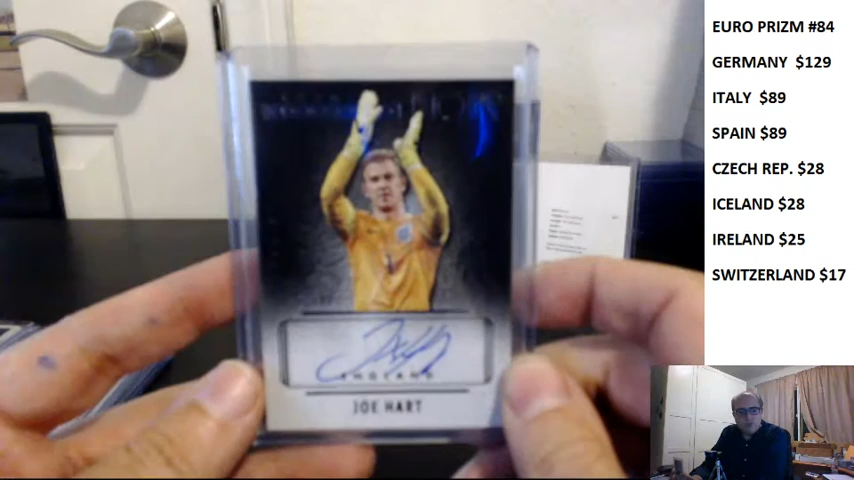 EURO PRIZM #84
GERMANY $129
ITALY $89
SPAIN $89
CZECH REP. $28
ICELAND $28
IRELAND $25
SWITZERLAND $17
ENGLAND
JOE HART